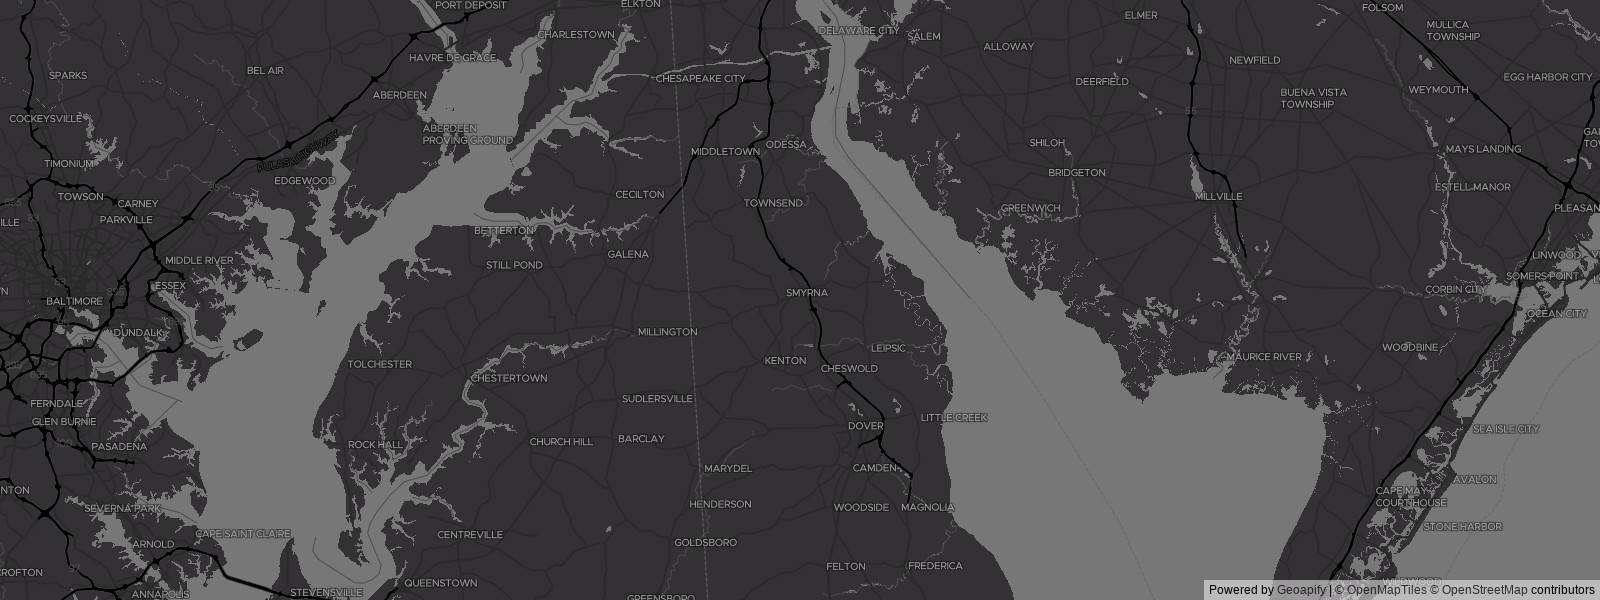 PORT DEPOSIT
ELKTON
FOLSOM
ELMER
MULLICA
TOWNSHIP
CHARLESTOWN
DELAWARE CITY
SALEM
ALLOWAY
HAVRE DE GRACE
NEWFIELD
SPARKS
BEL AIR
CHESAPEAKE CITY
DEERFIELD
EGG HARBOR CITY
ABERDEEN
BUENA VISTA
TOWNSHIP
WEYMOUTH
COCKEYSVILLE
55
ABERDEEN
PROVING GROUND
PULASKI HIGHWAY
MIDDLETOWN
ODESSA
SHILOH
MAYS LANDING
TIMONIUM
EDGEWOOD
BRIDGETON
95
TOWSON
CARNEY
CECILTON
TOWNSEND
GREENWICH
MILLVILLE
ESTELL MANOR
PARKVILLE
BETTERTON
MIDDLE RIVER
STILL POND
GALENA
LINWOOD
SOMERS POINT
ESSEX
SMYRNA
CORBIN CITY
BALTIMORE
OCEAN CITY
DUNDALK
MILLINGTON
TOLCHESTER
KENTON
LEIPSIC
WOODBINE
MAURICE RIVER
CHESWOLD
CHESTERTOWN
FERNDALE
SUDLERSVILLE
GLEN BURNIE
LITTLE CREEK
DOVER
SEA ISLE CITY
PASADENA
ROCK HALL
CHURCH HILL
BARCLAY
MARYDEL
CAMDEN
AVALON
CAPE MAY
COURT HOUSE
SEVERNA PARK
HENDERSON
WOODSIDE
MAGNOLIA
STONE HARBOR
CAPE SAINT CLAIRE
CENTREVILLE
ARNOLD
GOLDSBORO
97
FELTON
FREDERICA
QUEENSTOWN
WILDWOOD
ANNAPOLIS
STEVENSVILLE
GREENSBORO
Powered by Geoapify | © OpenMapTiles © OpenStreetMap contributors